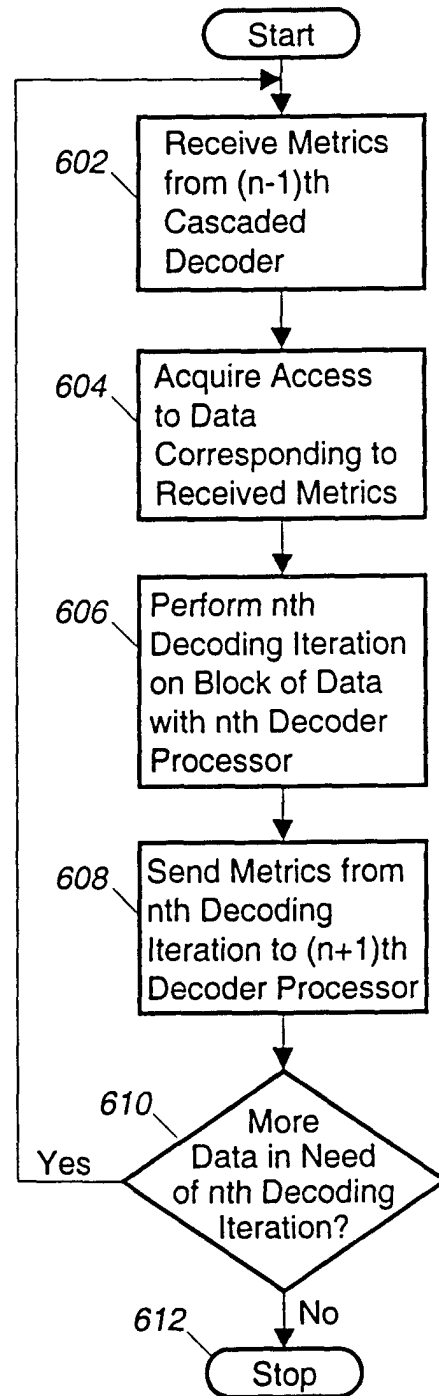 Start
602
Receive Metrics
from (n-1)th
Cascaded
Decoder
604
Acquire Access
to Data
Corresponding to
Received Metrics
606
Perform nth
Decoding Iteration
on Block of Data
with nth Decoder
Processor
608
Send Metrics from
nth Decoding
Iteration to (n+1)th
Decoder Processor
610
More
Data in Need
of nth Decoding
Iteration?
Yes
No
612
Stop